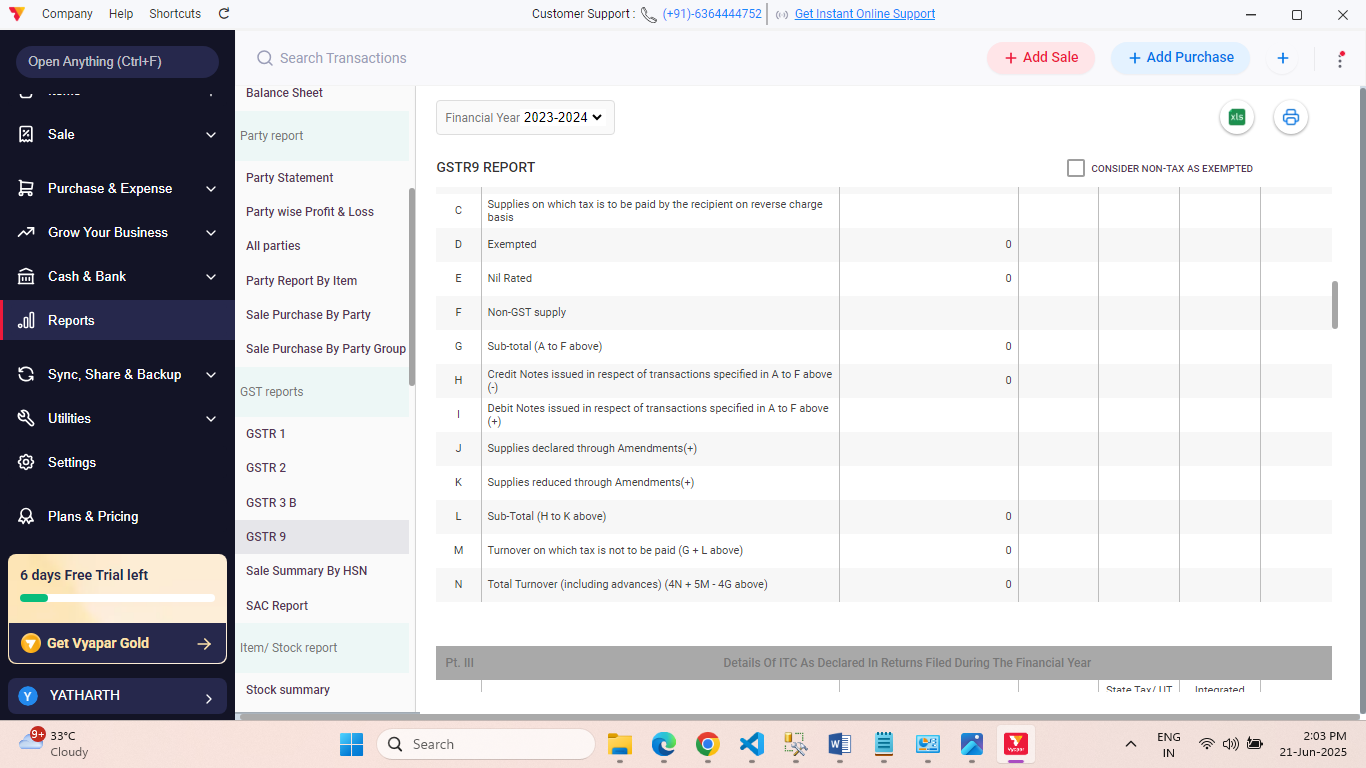 Company Help Shortcuts
Customer Support : (+91)-6364444752 Get Instant Online Support
Open Anything (Ctrl+F)
Search Transactions
+ Add Sale
+ Add Purchase
+
Items
Sale
Purchase & Expense
Grow Your Business
Cash & Bank
Reports
Sync, Share & Backup
Utilities
Settings
Plans & Pricing
6 days Free Trial left
Get Vyapar Gold
Y YATHARTH
Balance Sheet
Party report
Party Statement
Party wise Profit & Loss
All parties
Party Report By Item
Sale Purchase By Party
Sale Purchase By Party Group
GST reports
GSTR 1
GSTR 2
GSTR 3 B
GSTR 9
Sale Summary By HSN
SAC Report
Item/ Stock report
Stock summary
Financial Year 2023-2024
xls
GSTR9 REPORT
CONSIDER NON-TAX AS EXEMPTED
C Supplies on which tax is to be paid by the recipient on reverse charge
basis
D Exempted 0
E Nil Rated 0
F Non-GST supply
G Sub-total (A to F above) 0
H Credit Notes issued in respect of transactions specified in A to F above 0
(-)
I Debit Notes issued in respect of transactions specified in A to F above
(+)
J Supplies declared through Amendments(+)
K Supplies reduced through Amendments(+)
L Sub-Total (H to K above) 0
M Turnover on which tax is not to be paid (G + L above) 0
N Total Turnover (including advances) (4N + 5M - 4G above) 0
Pt. III Details Of ITC As Declared In Returns Filed During The Financial Year
State Tax/ UT Integrated
9+
33°C
Cloudy
Search
Vyapar
ENG
IN
2:03 PM
21-Jun-2025